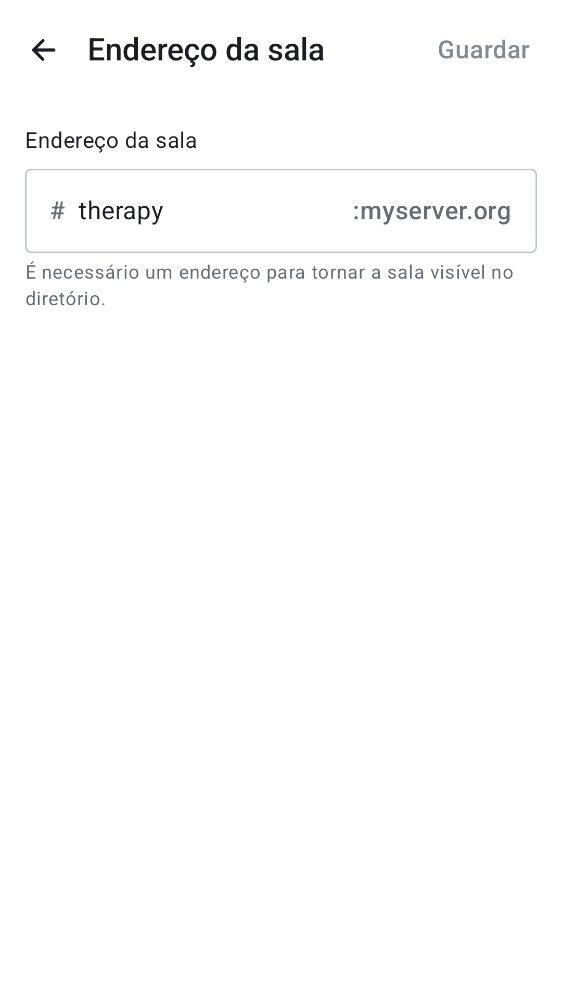 Endereço da sala Guardar
Endereço da sala
# therapy :myserver.org
É necessário um endereço para tornar a sala visível no
diretório.